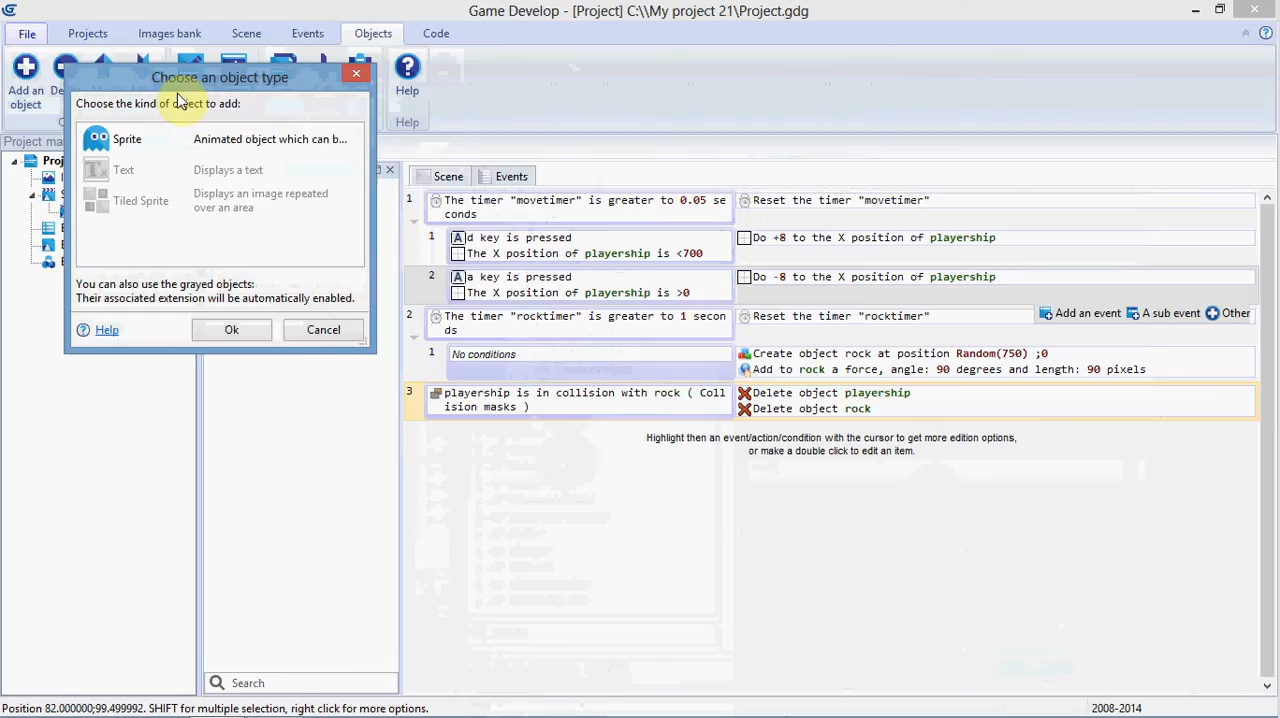 Game Develop - [Project] C:\\My project 21\Project.gdg
File
Projects
Images bank
Scene
Events
Objects
Code
Add an
object
Help
Help
Choose an object type
Choose the kind of object to add:
Sprite
Animated object which can b...
Text
Displays a text
Tiled Sprite
Displays an image repeated
over an area
You can also use the grayed objects:
Their associated extension will be automatically enabled.
Help
Ok
Cancel
Project ma
Proj
Search
Scene
Events
1
The timer "movetimer" is greater to 0.05 se
conds
Reset the timer "movetimer"
1
d key is pressed
The X position of playership is <700
Do +8 to the X position of playership
2
a key is pressed
The X position of playership is >0
Do -8 to the X position of playership
2
The timer "rocktimer" is greater to 1 secon
ds
Reset the timer "rocktimer"
Add an event
A sub event
Other
1
No conditions
Create object rock at position Random(750) ;0
Add to rock a force, angle: 90 degrees and length: 90 pixels
3
playership is in collision with rock ( Coll
ision masks )
Delete object playership
Delete object rock
Highlight then an event/action/condition with the cursor to get more edition options,
or make a double click to edit an item.
Position 82.000000;99.499992. SHIFT for multiple selection, right click for more options.
2008-2014